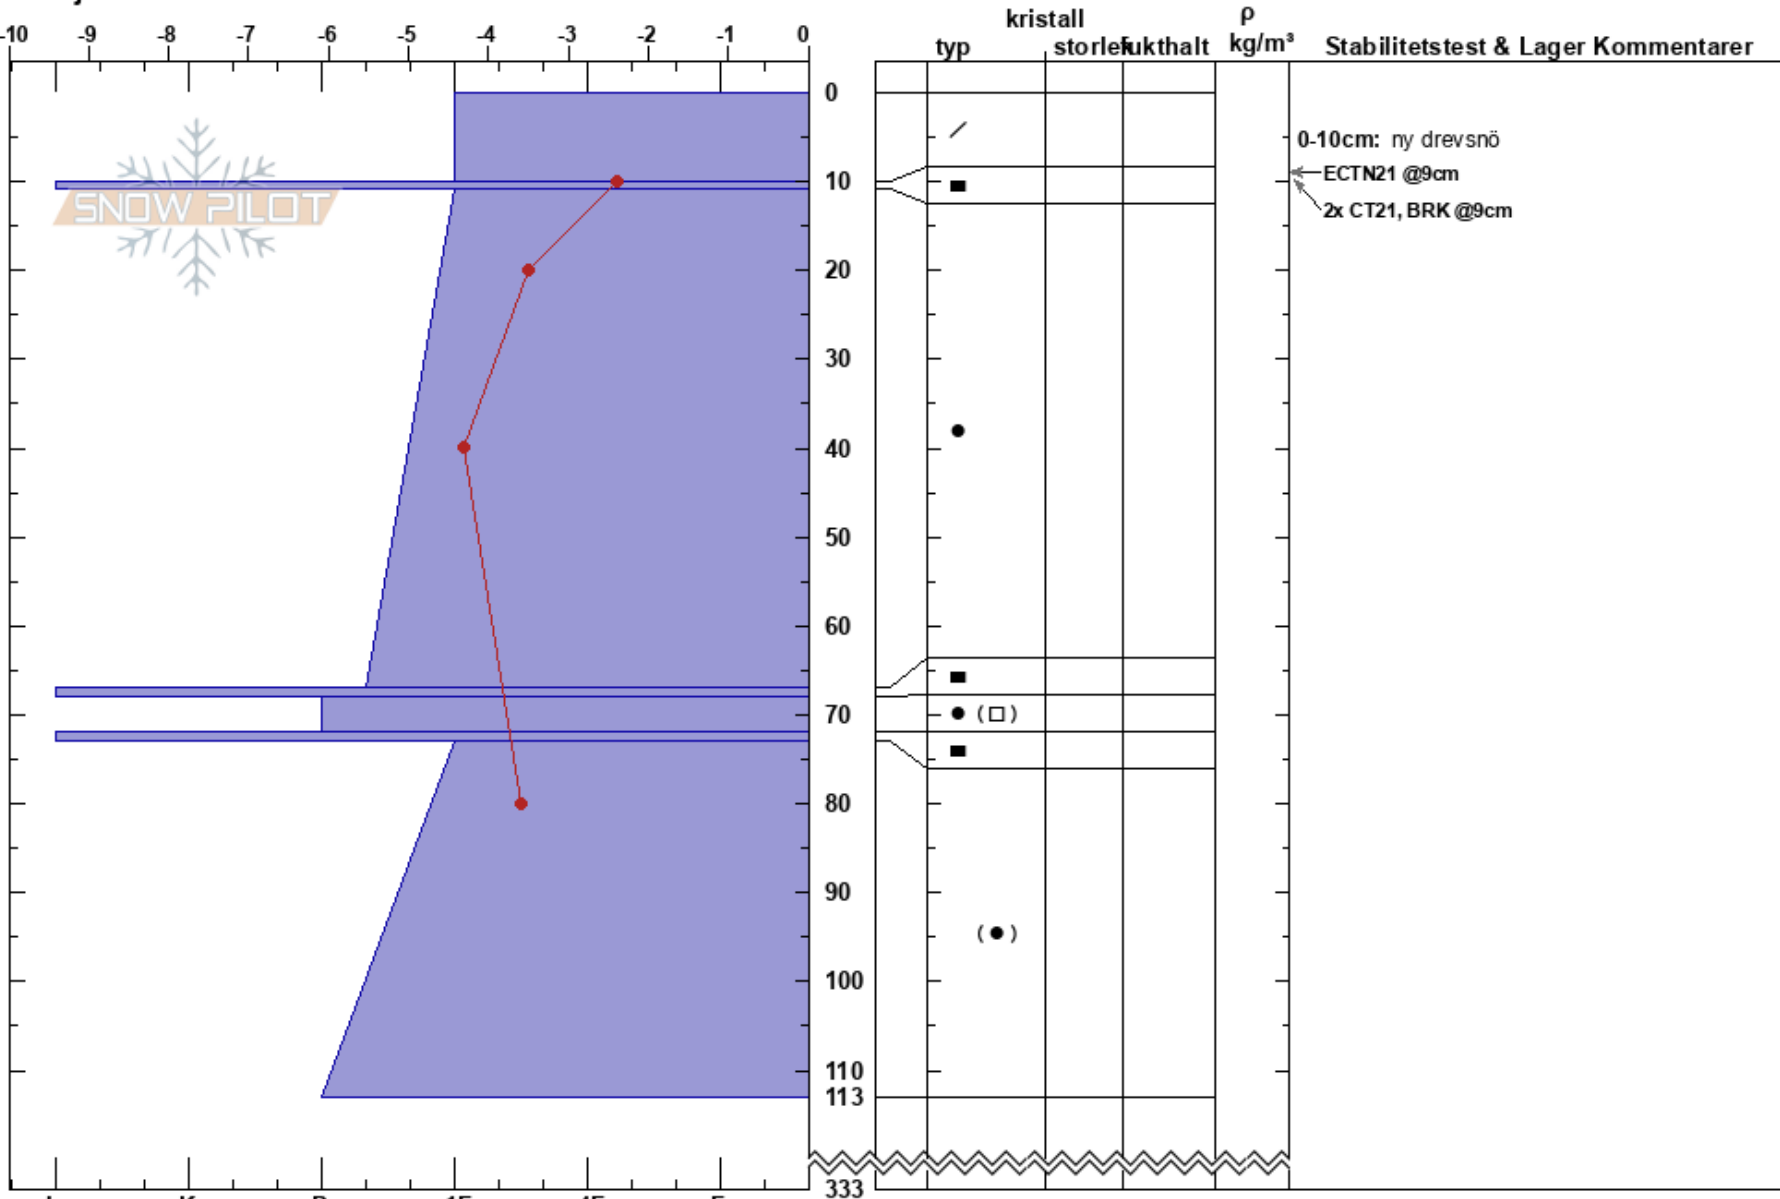 kristall ρ
-10 -9 -8 -7 -6 -5 -4 -3 -2 -1 0 typ storlek fukthalt kg/m³ Stabilitetstest & Lager Kommentarer
0
0-10cm: ny drevsnö
ECTN21 @9cm
10
SNOW PILOT
2x CT21, BRK @9cm
20
30
40
50
60
70
80
90
100
110
113
333